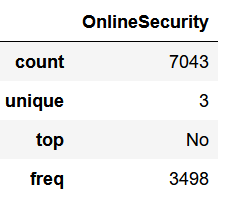 OnlineSecurity
count 7043
unique 3
top No
freq 3498